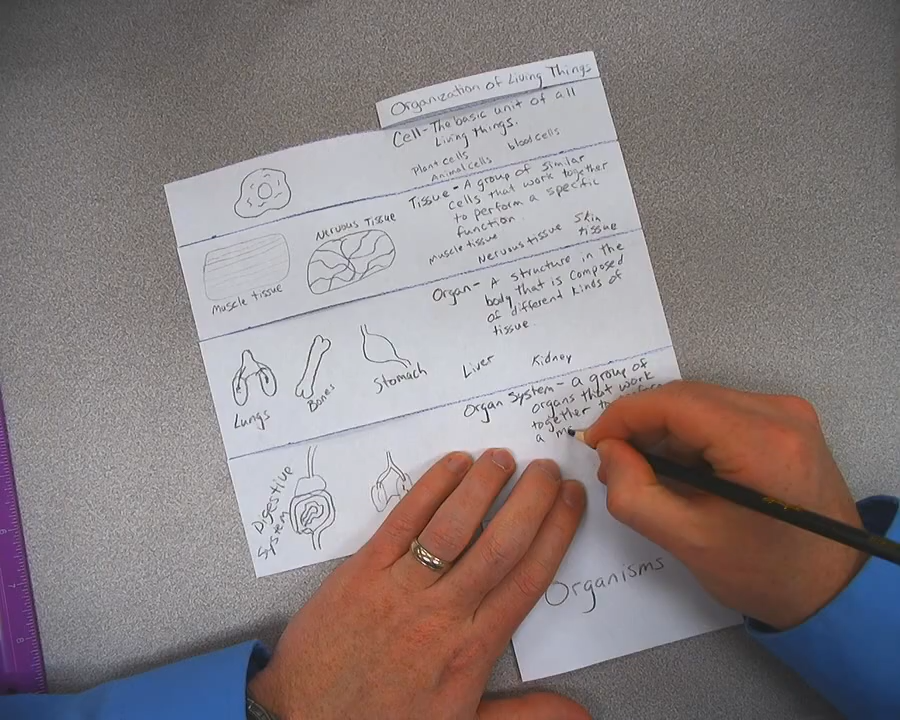 Organization of Living Things
Cell - The basic unit of all
Living things.
Plant cells
Animal cells
blood cells
Tissue - A group of similar
cells that work together
to perform a specific
function.
Muscle tissue
Nervous tissue
Skin
tissue
Nervous Tissue
Muscle tissue
Organ - A structure in the
body that is composed
of different kinds of
tissue.
Liver
Kidney
Lungs
Bones
Stomach
Organ System - a group of
organs that work
together to
a
Digestive
System
Organisms